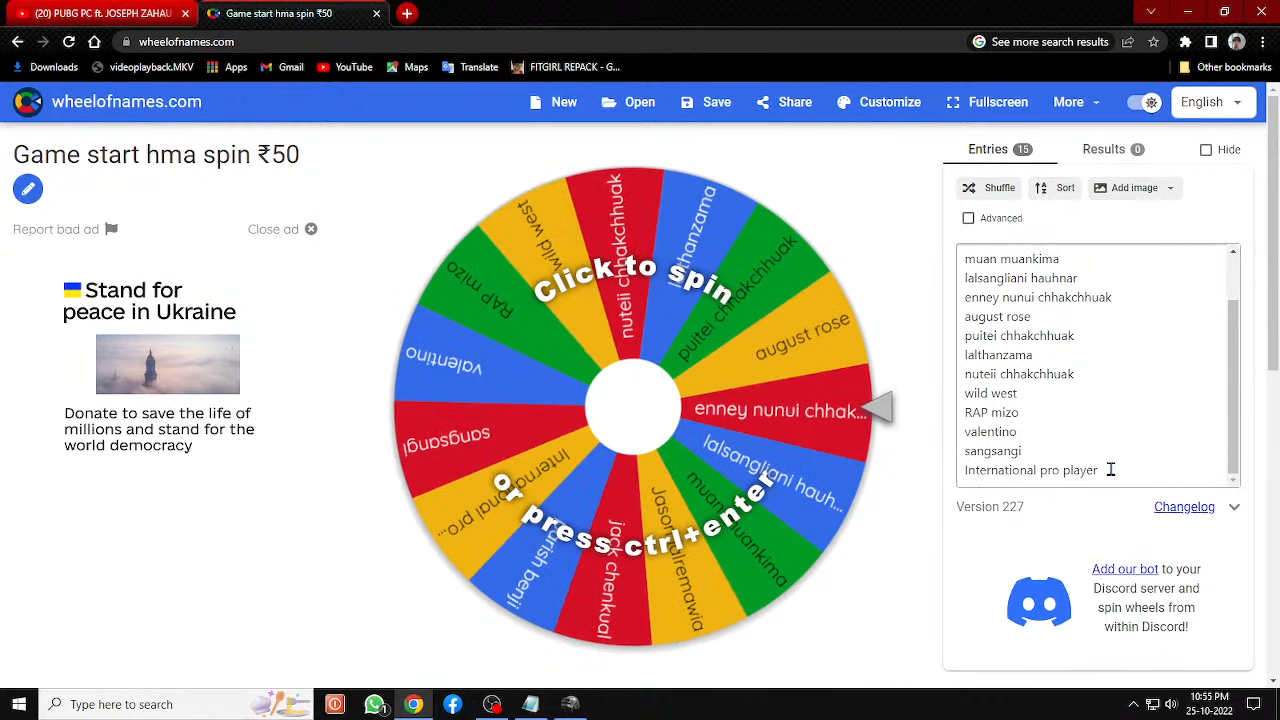 (20) PUBG PC ft. JOSEPH ZAHAU
Game start hma spin ₹50
wheelofnames.com
See more search results
Downloads
videoplayback.MKV
Apps
Gmail
YouTube
Maps
Translate
FITGIRL REPACK - G...
Other bookmarks
wheelofnames.com
New
Open
Save
Share
Customize
Fullscreen
More
English
Game start hma spin ₹50
Report bad ad
Close ad
Stand for
peace in Ukraine
Donate to save the life of
millions and stand for the
world democracy
Click to spin
or press ctrl+enter
wild west
nuteii chhakchhuak
lalthanzama
puitei chhakchhuak
august rose
enney nunui chhak...
lalsangliani hauh...
muan muankima
jack chenkual
International pro...
sangsangi
valentino
RAP mizo
Entries 15
Results 0
Hide
Shuffle
Sort
Add image
Advanced
muan muankima
lalsangliani hauhnar
enney nunui chhakchhuak
august rose
puitei chhakchhuak
lalthanzama
nuteii chhakchhuak
wild west
RAP mizo
valentino
sangsangi
International pro player
Version 227
Changelog
Add our bot to your
Discord server and
spin wheels from
within Discord!
Type here to search
10:55 PM
25-10-2022